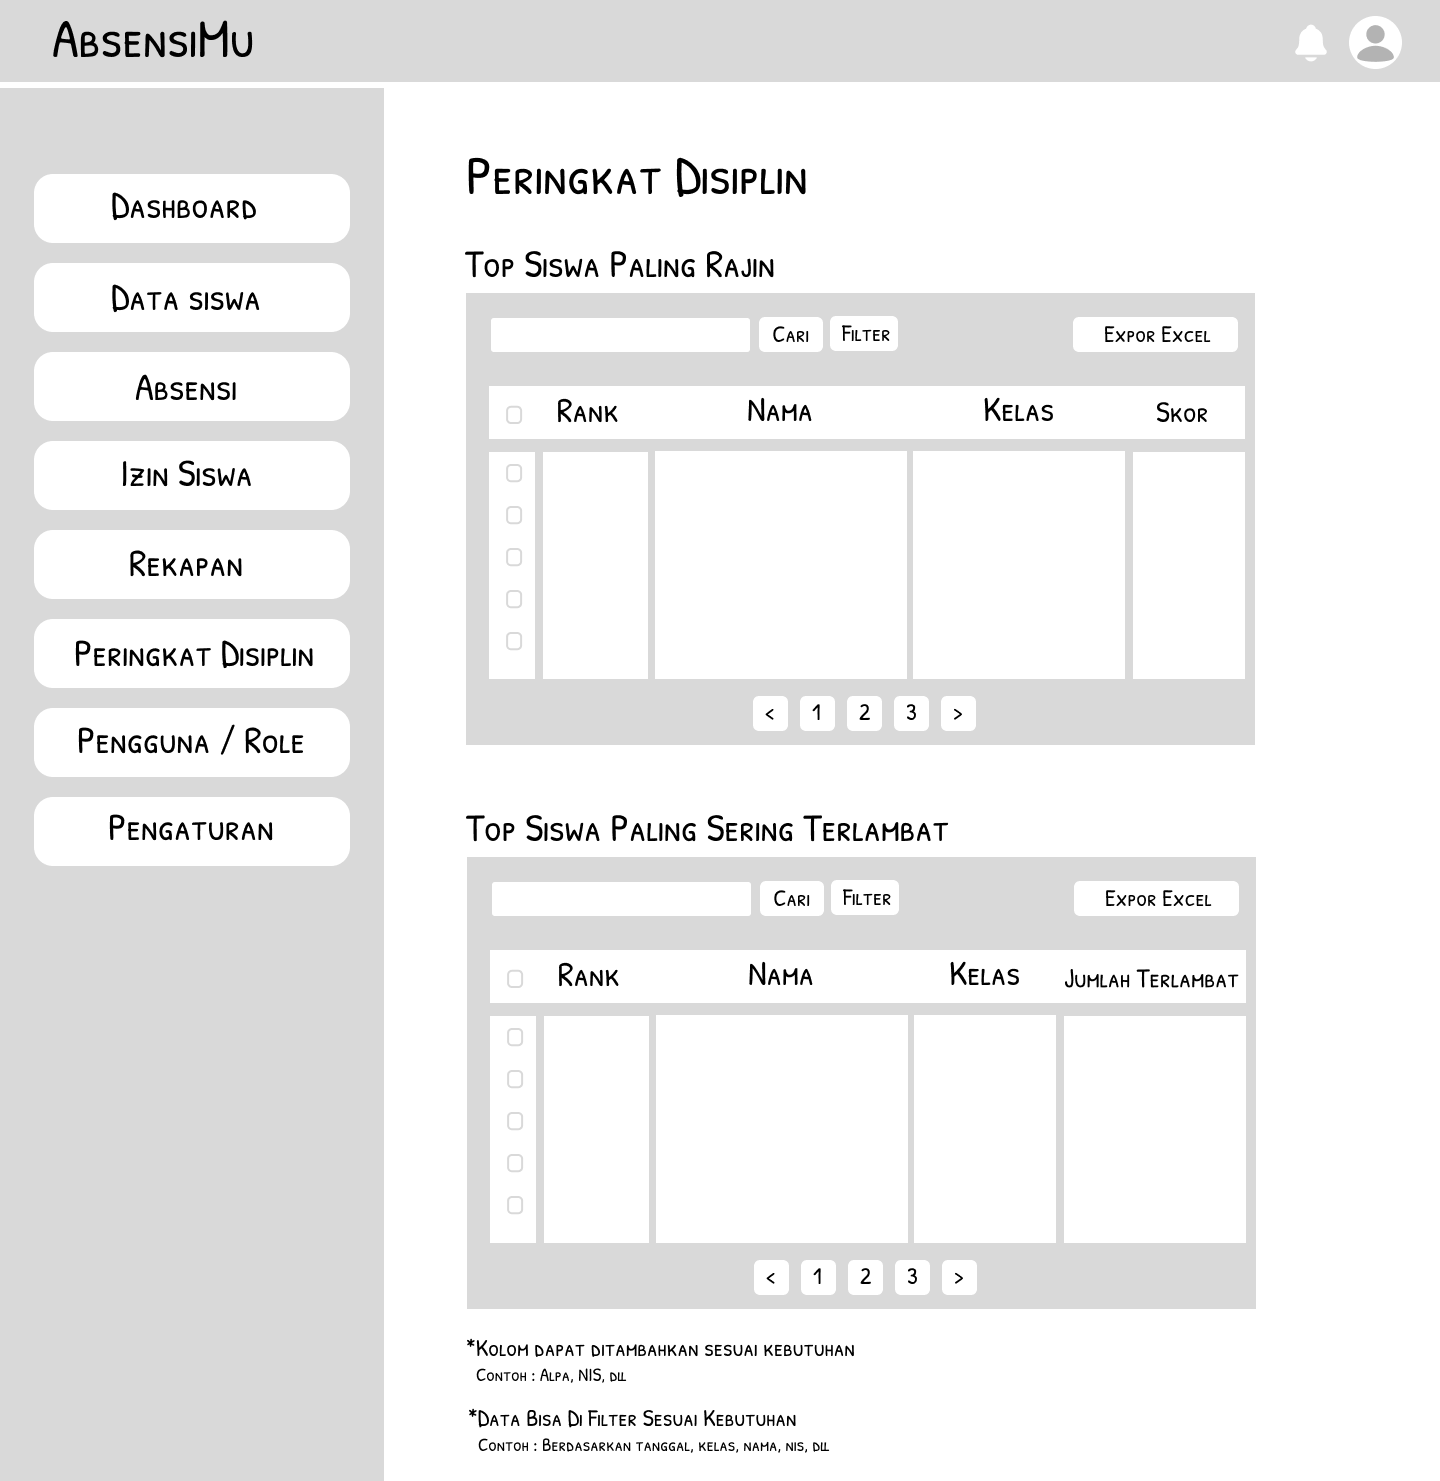 AbsensiMu
Dashboard
Data siswa
Absensi
Izin Siswa
Rekapan
Peringkat Disiplin
Pengguna / Role
Pengaturan
Peringkat Disiplin
Top Siswa Paling Rajin
Cari Filter Expor Excel
Rank Nama Kelas Skor
< 1 2 3 >
Top Siswa Paling Sering Terlambat
Cari Filter Expor Excel
Rank Nama Kelas Jumlah Terlambat
< 1 2 3 >
*Kolom dapat ditambahkan sesuai kebutuhan
Contoh : Alpa, NIS, dll
*Data Bisa Di Filter Sesuai Kebutuhan
Contoh : Berdasarkan tanggal, kelas, nama, nis, dll